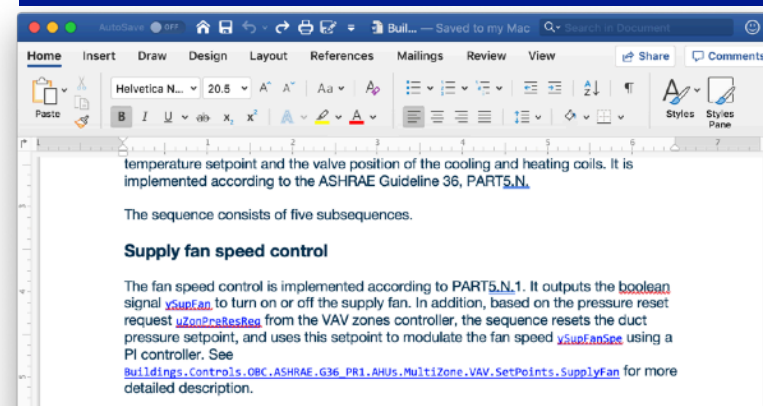 AutoSave OFF Buil... — Saved to my Mac Search in Document
Home Insert Draw Design Layout References Mailings Review View Share Comments
Paste Helvetica N... 20.5 A^ A˅ Aa A
B I U ab x₂ x² A A Styles Styles Pane
1 1 2 3 4 5 6 7
temperature setpoint and the valve position of the cooling and heating coils. It is
implemented according to the ASHRAE Guideline 36, PART5.N.
The sequence consists of five subsequences.
Supply fan speed control
The fan speed control is implemented according to PART5.N.1. It outputs the boolean
signal ySupFan to turn on or off the supply fan. In addition, based on the pressure reset
request uZonPreResReq from the VAV zones controller, the sequence resets the duct
pressure setpoint, and uses this setpoint to modulate the fan speed ySupFanSpe using a
PI controller. See
Buildings.Controls.OBC.ASHRAE.G36_PR1.AHUs.MultiZone.VAV.SetPoints.SupplyFan for more
detailed description.